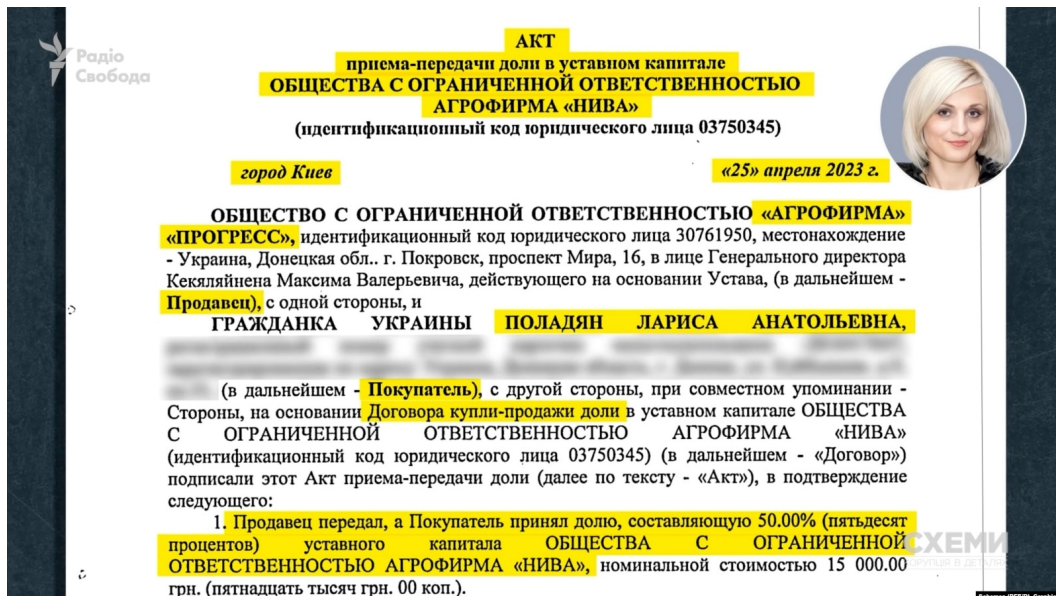 Радіо
Свобода
АКТ
приема-передачи доли в уставном капитале
ОБЩЕСТВА С ОГРАНИЧЕННОЙ ОТВЕТСТВЕННОСТЬЮ
АГРОФИРМА «НИВА»
(идентификационный код юридического лица 03750345)
город Киев «25» апреля 2023 г.
ОБЩЕСТВО С ОГРАНИЧЕННОЙ ОТВЕТСТВЕННОСТЬЮ «АГРОФИРМА»
«ПРОГРЕСС», идентификационный код юридического лица 30761950, местонахождение
- Украина, Донецкая обл.. г. Покровск, проспект Мира, 16, в лице Генерального директора
Кекяляйнена Максима Валерьевича, действующего на основании Устава, (в дальнейшем -
Продавец), с одной стороны, и
ГРАЖДАНКА УКРАИНЫ ПОЛАДЯН ЛАРИСА АНАТОЛЬЕВНА,
(в дальнейшем - Покупатель), с другой стороны, при совместном упоминании -
Стороны, на основании Договора купли-продажи доли в уставном капитале ОБЩЕСТВА
С ОГРАНИЧЕННОЙ ОТВЕТСТВЕННОСТЬЮ АГРОФИРМА «НИВА»
(идентификационный код юридического лица 03750345) (в дальнейшем - «Договор»)
подписали этот Акт приема-передачи доли (далее по тексту - «Акт»), в подтверждение
следующего:
1. Продавец передал, а Покупатель принял долю, составляющую 50.00% (пятьдесят
процентов) уставного капитала ОБЩЕСТВА С ОГРАНИЧЕННОЙ
ОТВЕТСТВЕННОСТЬЮ АГРОФИРМА «НИВА», номинальной стоимостью 15 000.00
грн. (пятнадцать тысяч грн. 00 коп.).
СХЕМИ
КОРУПЦІЯ В ДЕТАЛЯХ